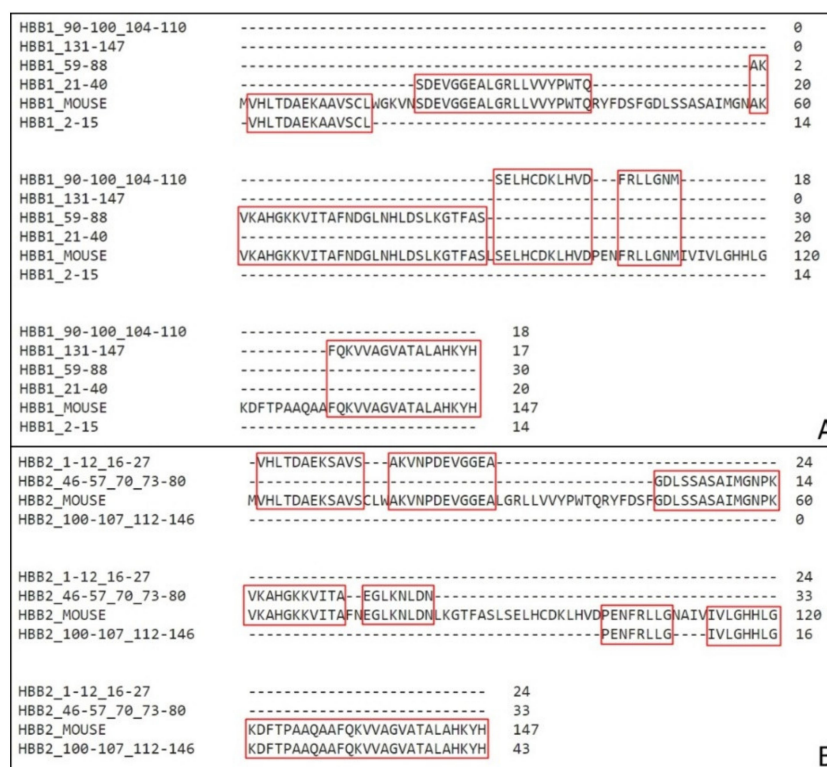 HBB1_90-100_104-110 ------------------------------------------------------------ 0
HBB1_131-147 ------------------------------------------------------------ 0
HBB1_59-88 ----------------------------------------------------------AK 2
HBB1_21-40 --------------------SDEVGGEALGRLLVVYPWTQ-------------------- 20
HBB1_MOUSE MVHLTDAEKAAVSCLWGKVNSDEVGGEALGRLLVVYPWTQRYFDSFGDLSSASAIMGNAK 60
HBB1_2-15 -VHLTDAEKAAVSCL--------------------------------------------- 14
HBB1_90-100_104-110 -----------------------------SELHCDKLHVD---FRLLGNM---------- 18
HBB1_131-147 ------------------------------------------------------------ 0
HBB1_59-88 VKAHGKKVITAFNDGLNHLDSLKGTFAS-------------------------------- 30
HBB1_21-40 ------------------------------------------------------------ 20
HBB1_MOUSE VKAHGKKVITAFNDGLNHLDSLKGTFASLSELHCDKLHVDPENFRLLGNMIVIVLGHHLG 120
HBB1_2-15 ------------------------------------------------------------ 14
HBB1_90-100_104-110 --------------------------- 18
HBB1_131-147 ----------FQKVVAGVATALAHKYH 17
HBB1_59-88 --------------------------- 30
HBB1_21-40 --------------------------- 20
HBB1_MOUSE KDFTPAAQAAFQKVVAGVATALAHKYH 147
HBB1_2-15 --------------------------- 14
A
HBB2_1-12_16-27 -VHLTDAEKSAVS---AKVNPDEVGGEA-------------------------------- 24
HBB2_46-57_70_73-80 ----------------------------------------------GDLSSASAIMGNPK 14
HBB2_MOUSE MVHLTDAEKSAVSCLWAKVNPDEVGGEALGRLLVVYPWTQRYFDSFGDLSSASAIMGNPK 60
HBB2_100-107_112-146 ------------------------------------------------------------ 0
HBB2_1-12_16-27 ------------------------------------------------------------ 24
HBB2_46-57_70_73-80 VKAHGKKVITA--EGLKNLDN--------------------------------------- 33
HBB2_MOUSE VKAHGKKVITAFNEGLKNLDNLKGTFASLSELHCDKLHVDPENFRLLGNAIVIVLGHHLG 120
HBB2_100-107_112-146 ----------------------------------------PENFRLLG----IVLGHHLG 16
HBB2_1-12_16-27 --------------------------- 24
HBB2_46-57_70_73-80 --------------------------- 33
HBB2_MOUSE KDFTPAAQAAFQKVVAGVATALAHKYH 147
HBB2_100-107_112-146 KDFTPAAQAAFQKVVAGVATALAHKYH 43